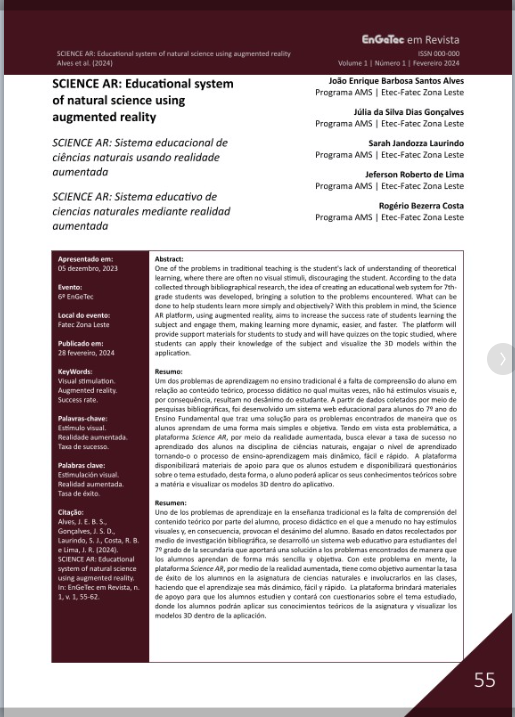 EnGeTec em Revista
SCIENCE AR: Educational system of natural science using augmented reality
Alves et al. (2024)
ISSN 000-000
Volume 1 | Número 1 | Fevereiro 2024
SCIENCE AR: Educational system
of natural science using
augmented reality
SCIENCE AR: Sistema educacional de
ciências naturais usando realidade
aumentada
SCIENCE AR: Sistema educativo de
ciencias naturales mediante realidad
aumentada
João Enrique Barbosa Santos Alves
Programa AMS | Etec-Fatec Zona Leste
Júlia da Silva Dias Gonçalves
Programa AMS | Etec-Fatec Zona Leste
Sarah Jandozza Laurindo
Programa AMS | Etec-Fatec Zona Leste
Jeferson Roberto de Lima
Programa AMS | Etec-Fatec Zona Leste
Rogério Bezerra Costa
Programa AMS | Etec-Fatec Zona Leste
Apresentado em:
05 dezembro, 2023
Evento:
6º EnGeTec
Local do evento:
Fatec Zona Leste
Publicado em:
28 fevereiro, 2024
KeyWords:
Visual stimulation.
Augmented reality.
Success rate.
Palavras-chave:
Estímulo visual.
Realidade aumentada.
Taxa de sucesso.
Palabras clave:
Estimulación visual.
Realidad aumentada.
Tasa de éxito.
Citação:
Alves, J. E. B. S.,
Gonçalves, J. S. D.,
Laurindo, S. J., Costa, R. B.
e Lima, J. R. (2024).
SCIENCE AR: Educational
system of natural science
using augmented reality.
In: EnGeTec em Revista, n.
1, v. 1, 55-62.
Abstract:
One of the problems in traditional teaching is the student's lack of understanding of theoretical
learning, where there are often no visual stimuli, discouraging the student. According to the data
collected through bibliographical research, the idea of creating an educational web system for 7th-
grade students was developed, bringing a solution to the problems encountered. What can be
done to help students learn more simply and objectively? With this problem in mind, the Science
AR platform, using augmented reality, aims to increase the success rate of students learning the
subject and engage them, making learning more dynamic, easier, and faster. The platform will
provide support materials for students to study and will have quizzes on the topic studied, where
students can apply their knowledge of the subject and visualize the 3D models within the
application.
Resumo:
Um dos problemas de aprendizagem no ensino tradicional é a falta de compreensão do aluno em
relação ao conteúdo teórico, processo didático no qual muitas vezes, não há estímulos visuais e,
por consequência, resultam no desânimo do estudante. A partir de dados coletados por meio de
pesquisas bibliográficas, foi desenvolvido um sistema web educacional para alunos do 7º ano do
Ensino Fundamental que traz uma solução para os problemas encontrados de maneira que os
alunos aprendam de uma forma mais simples e objetiva. Tendo em vista esta problemática, a
plataforma Science AR, por meio da realidade aumentada, busca elevar a taxa de sucesso no
aprendizado dos alunos na disciplina de ciências naturais, engajar o nível de aprendizado
tornando-o o processo de ensino-aprendizagem mais dinâmico, fácil e rápido. A plataforma
disponibilizará materiais de apoio para que os alunos estudem e disponibilizará questionários
sobre o tema estudado, desta forma, o aluno poderá aplicar os seus conhecimentos teóricos sobre
a matéria e visualizar os modelos 3D dentro do aplicativo.
Resumen:
Uno de los problemas de aprendizaje en la enseñanza tradicional es la falta de comprensión del
contenido teórico por parte del alumno, proceso didáctico en el que a menudo no hay estímulos
visuales y, en consecuencia, provocan el desánimo del alumno. Basado en datos recolectados por
medio de investigación bibliográfica, se desarrolló un sistema web educativo para estudiantes del
7º grado de la secundaria que aportará una solución a los problemas encontrados de manera
que los alumnos aprendan de forma más sencilla y objetiva. Con este problema en mente, la
plataforma Science AR, por medio de la realidad aumentada, tiene como objetivo aumentar la tasa
de éxito de los alumnos en la asignatura de ciencias naturales e involucrarlos en las clases,
haciendo que el aprendizaje sea más dinámico, fácil y rápido. La plataforma brindará materiales
de apoyo para que los alumnos estudien y contará con cuestionarios sobre el tema estudiado,
donde los alumnos podrán aplicar sus conocimientos teóricos de la asignatura y visualizar los
modelos 3D dentro de la aplicación.
55